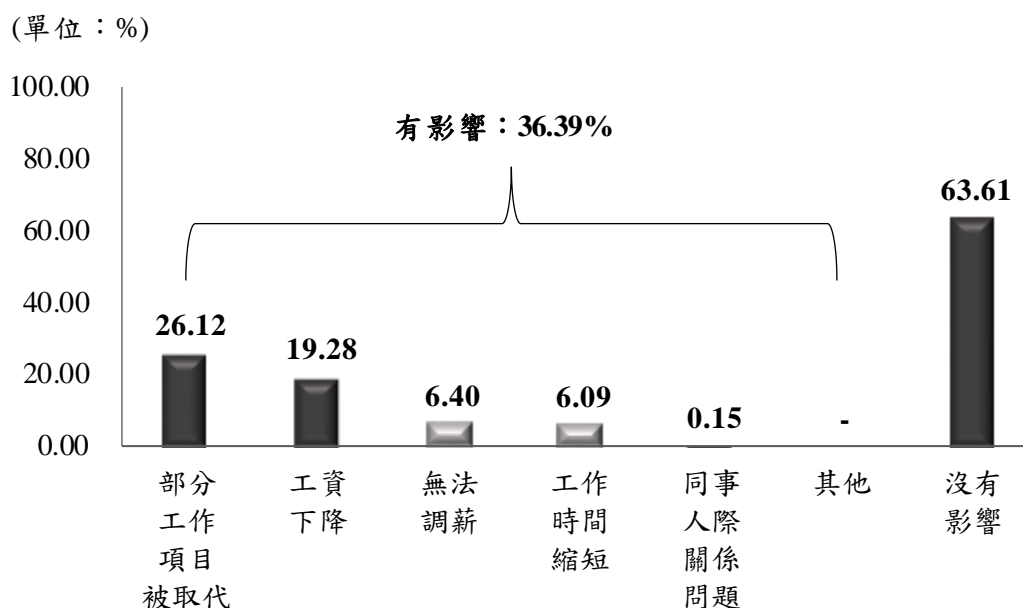 (單位：%)
100.00
80.00
60.00
40.00
20.00
0.00
有影響：36.39%
26.12
19.28
6.40
6.09
0.15
-
63.61
部分
工作
項目
被取代
工資
下降
無法
調薪
工作
時間
縮短
同事
人際
關係
問題
其他
沒有
影響